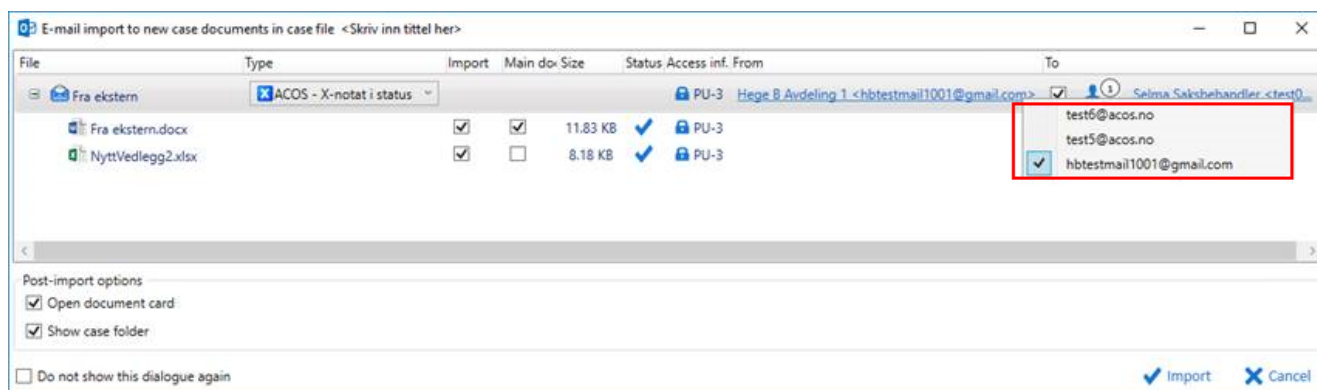 E-mail import to new case documents in case file <Skriv inn tittel her>
File Type Import Main do Size Status Access inf. From To
Fra ekstern X ACOS - X-notat i status PU-3 Hege B Avdeling 1 <hbtestmail1001@gmail.com> 1 Selma Saksbehandler <test0...
test6@acos.no
Fra ekstern.docx 11.83 KB PU-3
test5@acos.no
NyttVedlegg2.xlsx 8.18 KB PU-3
hbtestmail1001@gmail.com
Post-import options
Open document card
Show case folder
Do not show this dialogue again Import Cancel